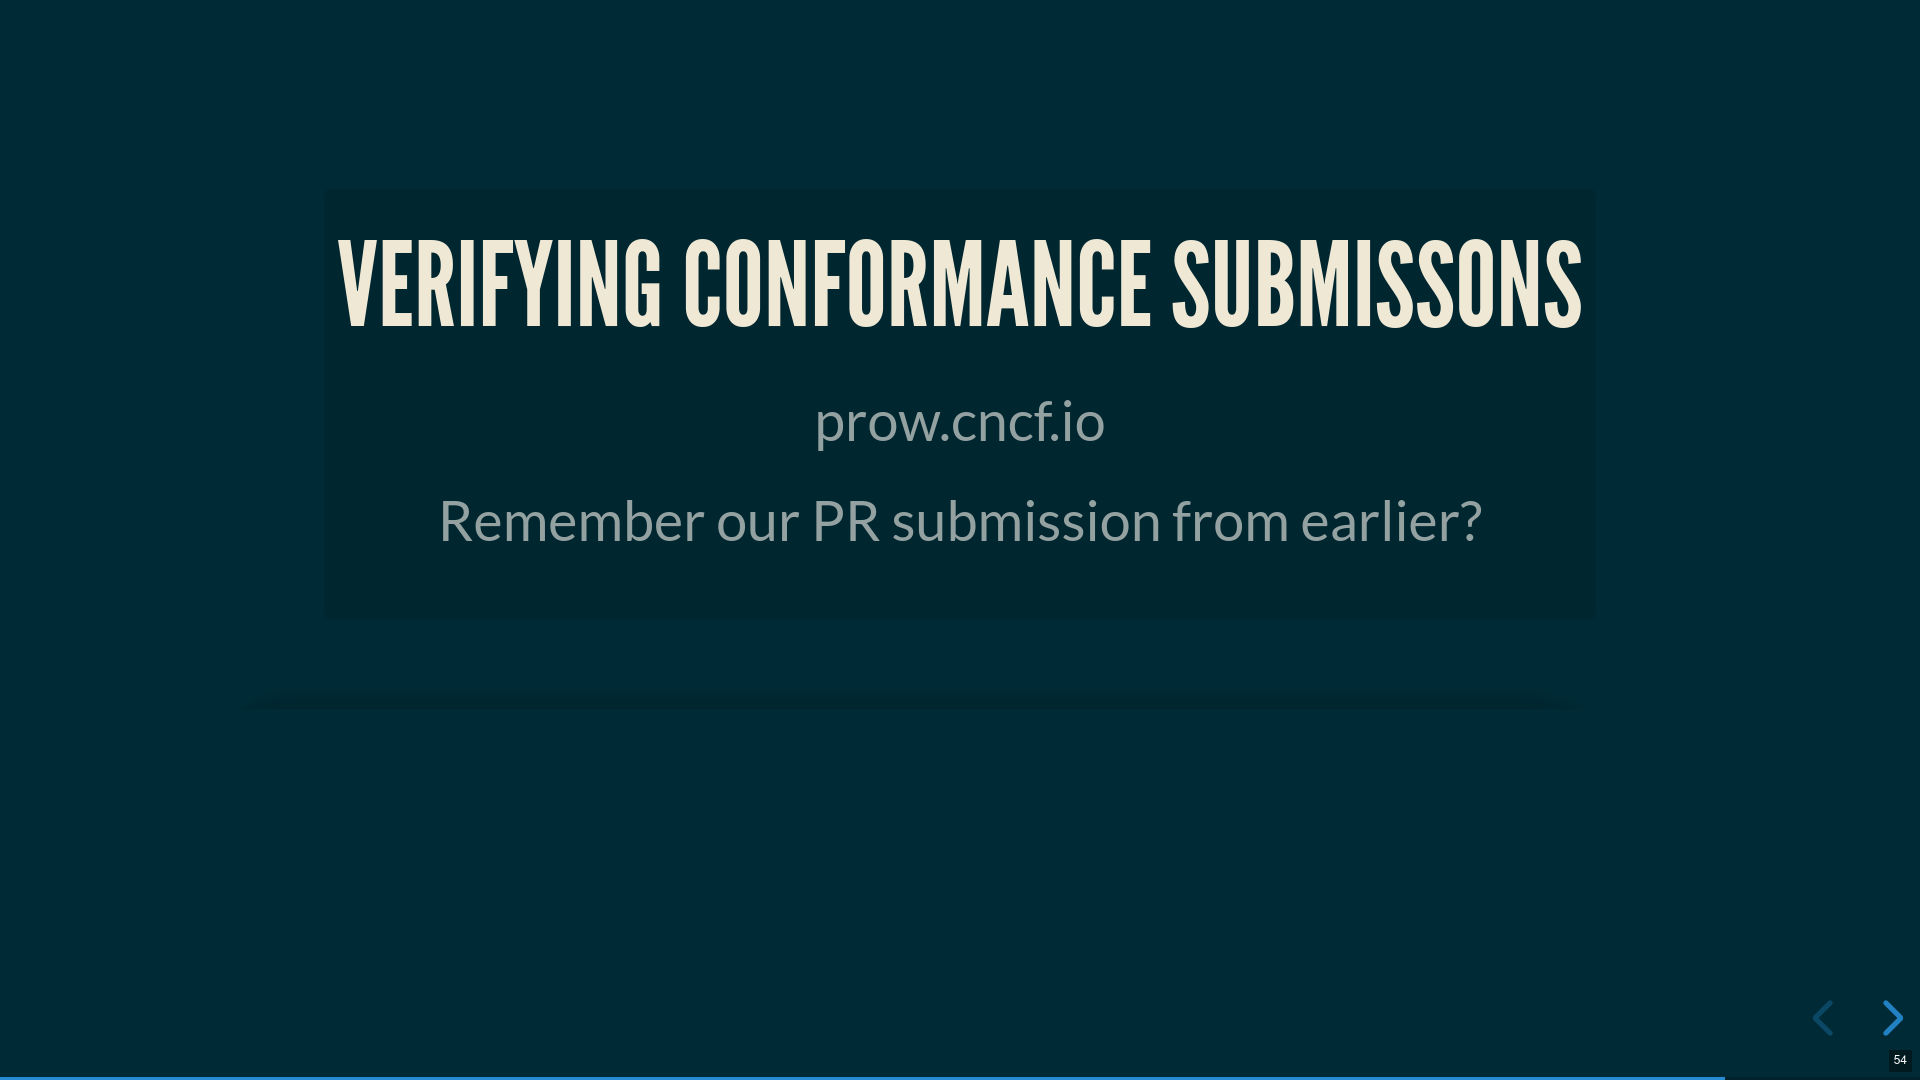 VERIFYING CONFORMANCE SUBMISSONS
prow.cncf.io
Remember our PR submission from earlier?
54